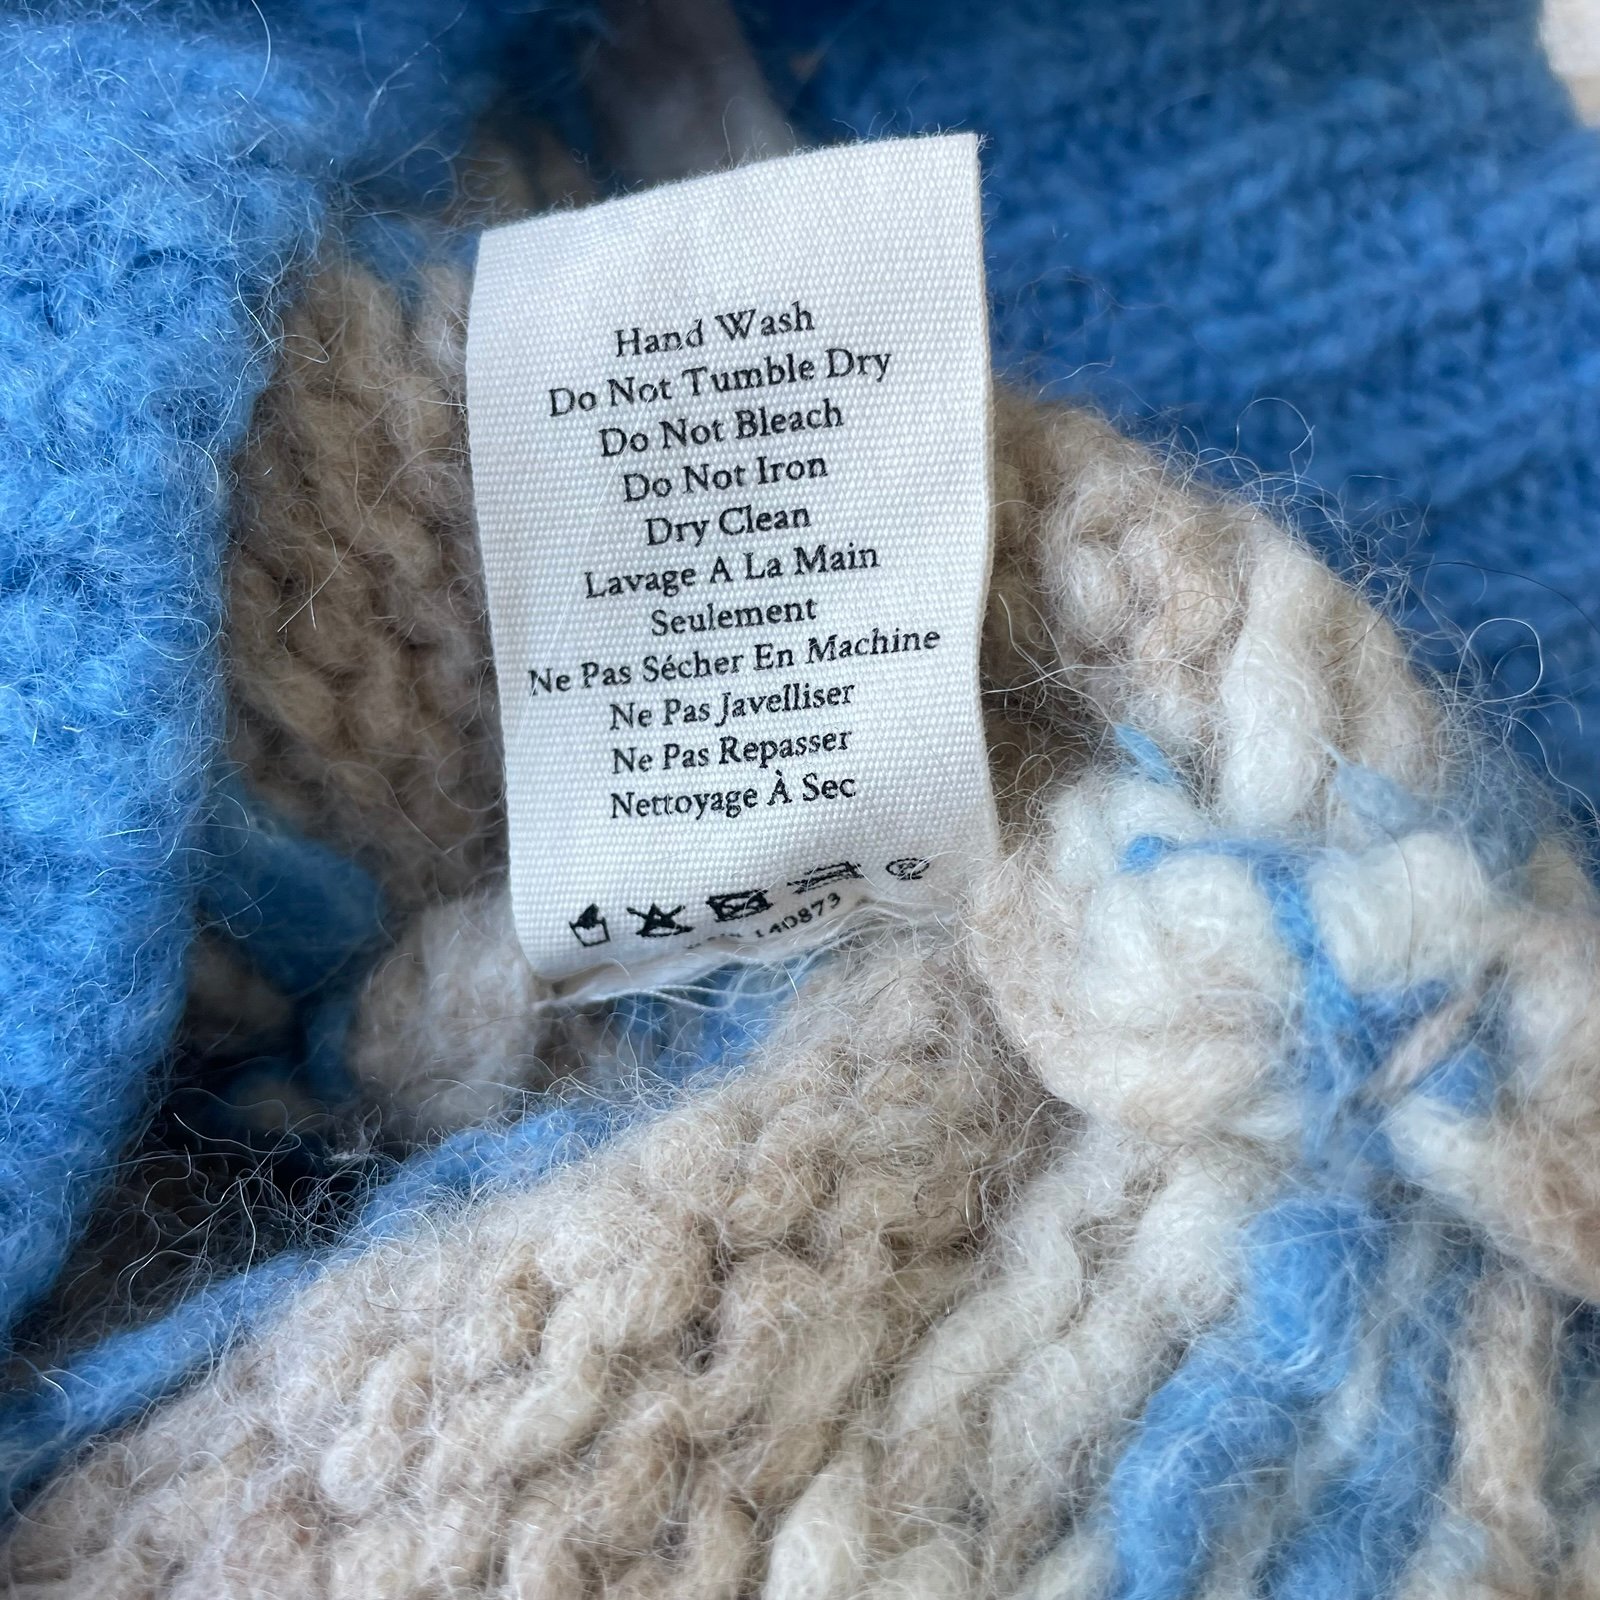 Hand Wash
Do Not Tumble Dry
Do Not Bleach
Do Not Iron
Dry Clean
Lavage A La Main
Seulement
Ne Pas Sécher En Machine
Ne Pas Javelliser
Ne Pas Repasser
Nettoyage À Sec
140873